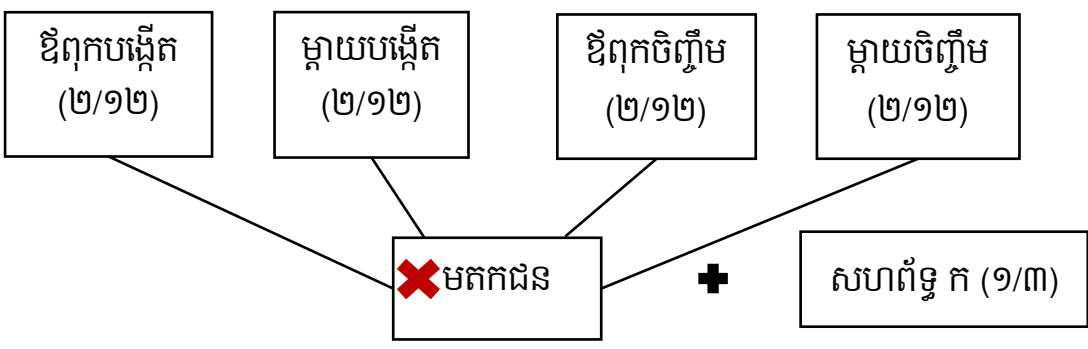 ឪពុកបង្កើត
(២/១២)
ម្តាយបង្កើត
(២/១២)
ឪពុកចិញ្ចឹម
(២/១២)
ម្តាយចិញ្ចឹម
(២/១២)
មតកជន
សហព័ទ្ធ ក (១/៣)